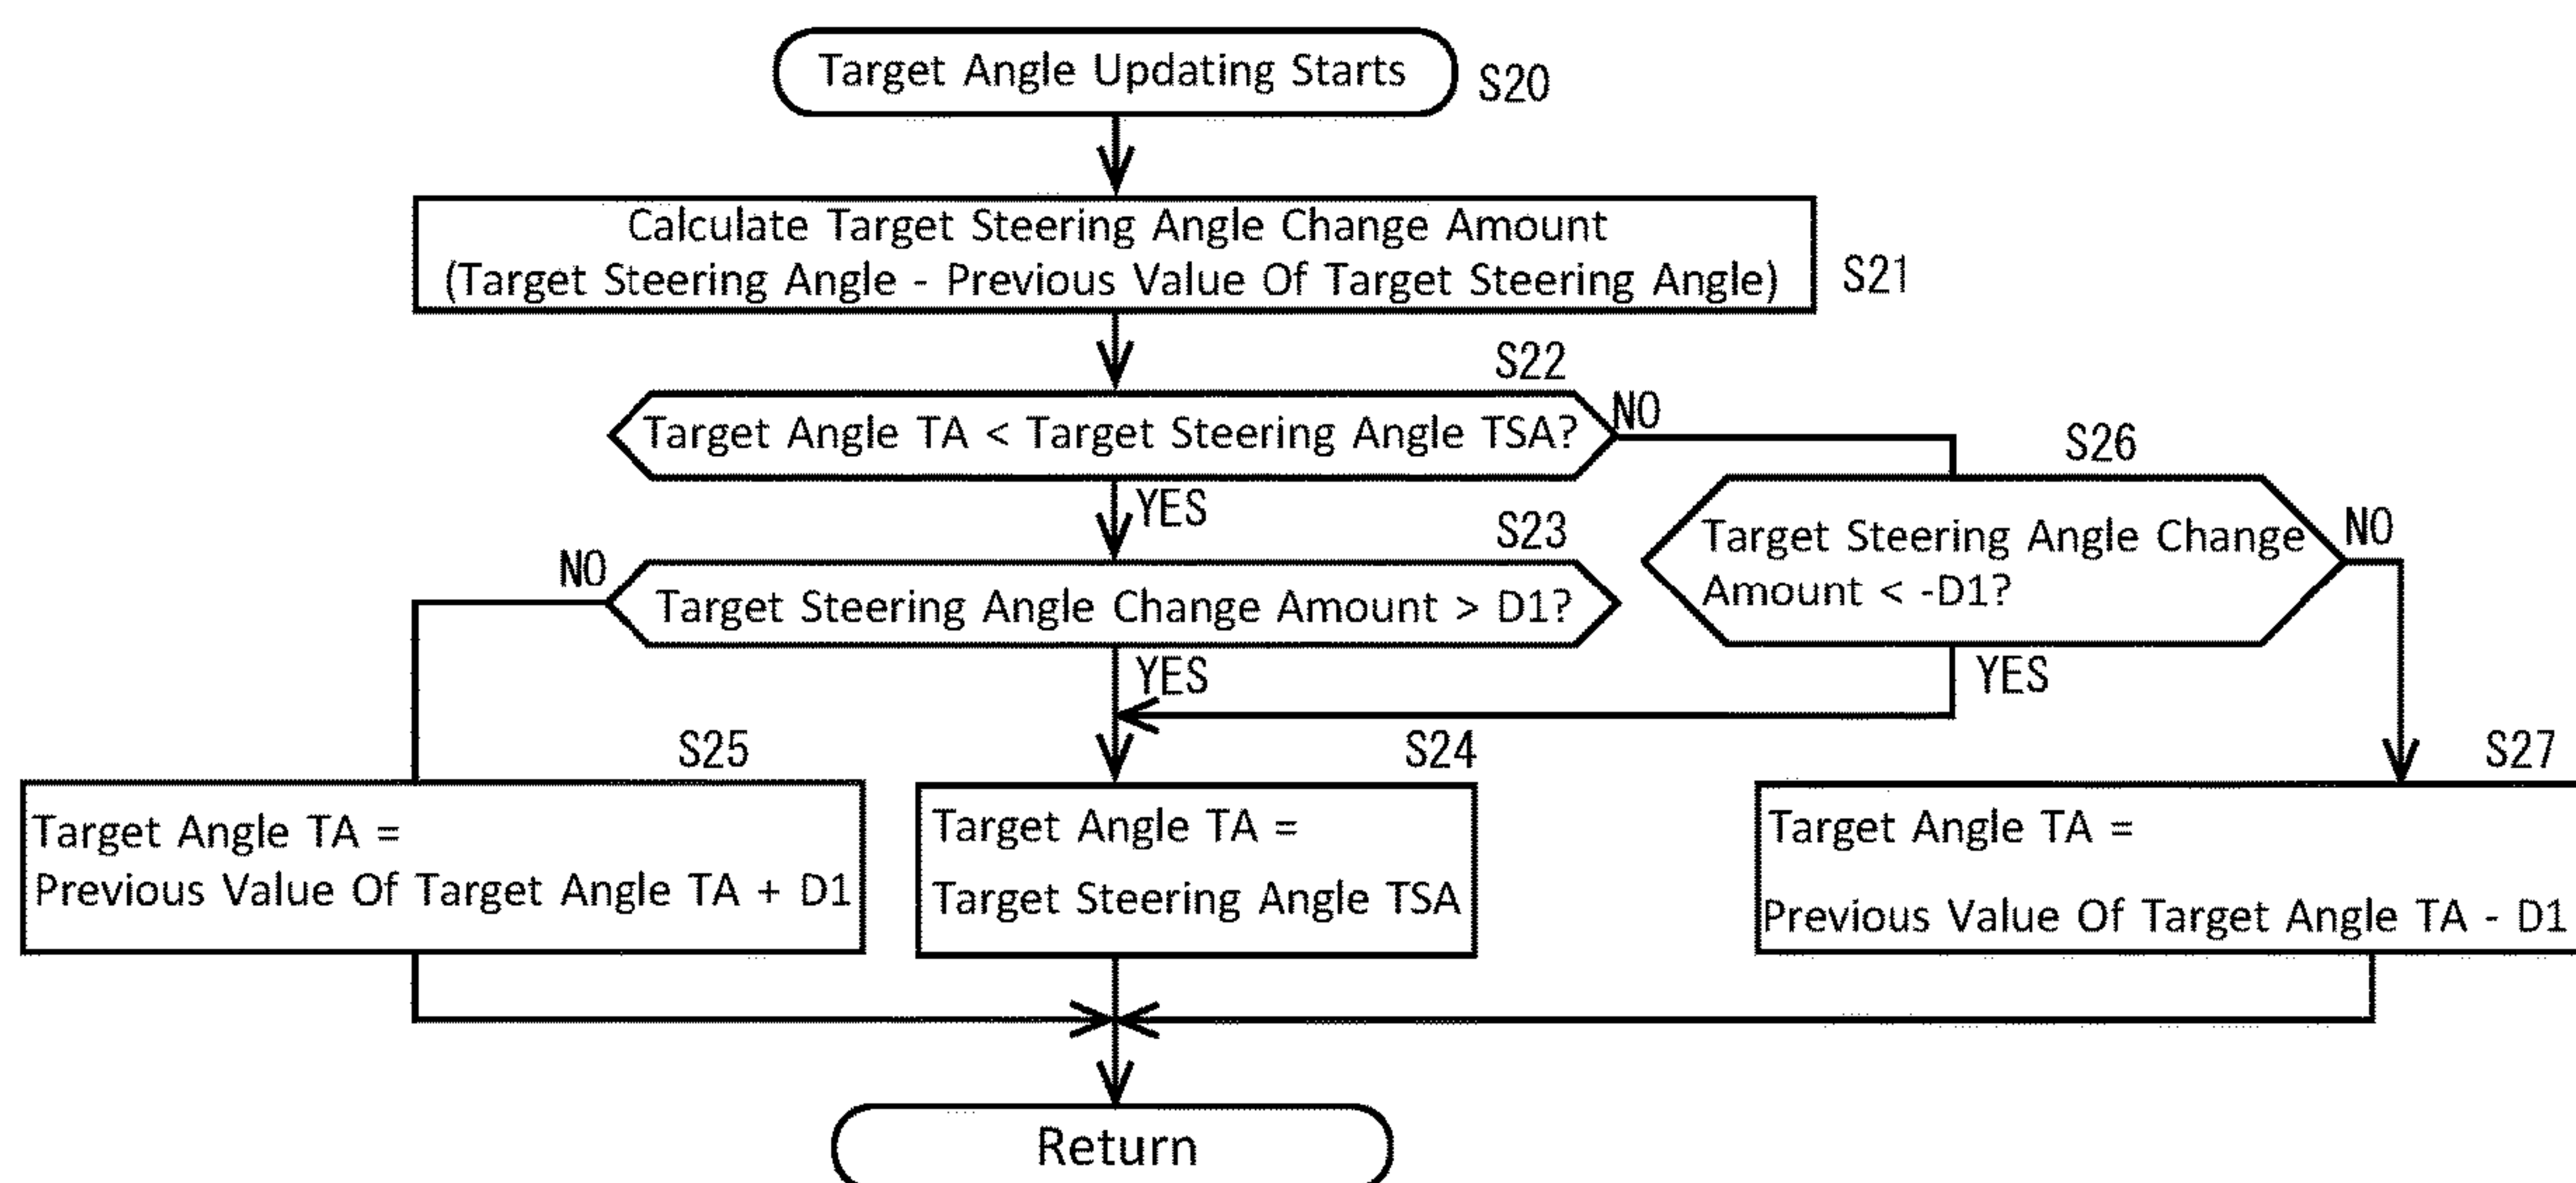 Target Angle Updating Starts
S20
Calculate Target Steering Angle Change Amount
(Target Steering Angle - Previous Value Of Target Steering Angle)
S21
S22
Target Angle TA < Target Steering Angle TSA?
NO
YES
S26
Target Steering Angle Change
Amount < -D1?
NO
YES
S23
NO
Target Steering Angle Change Amount > D1?
YES
S25
Target Angle TA =
Previous Value Of Target Angle TA + D1
S24
Target Angle TA =
Target Steering Angle TSA
S27
Target Angle TA =
Previous Value Of Target Angle TA - D1
Return